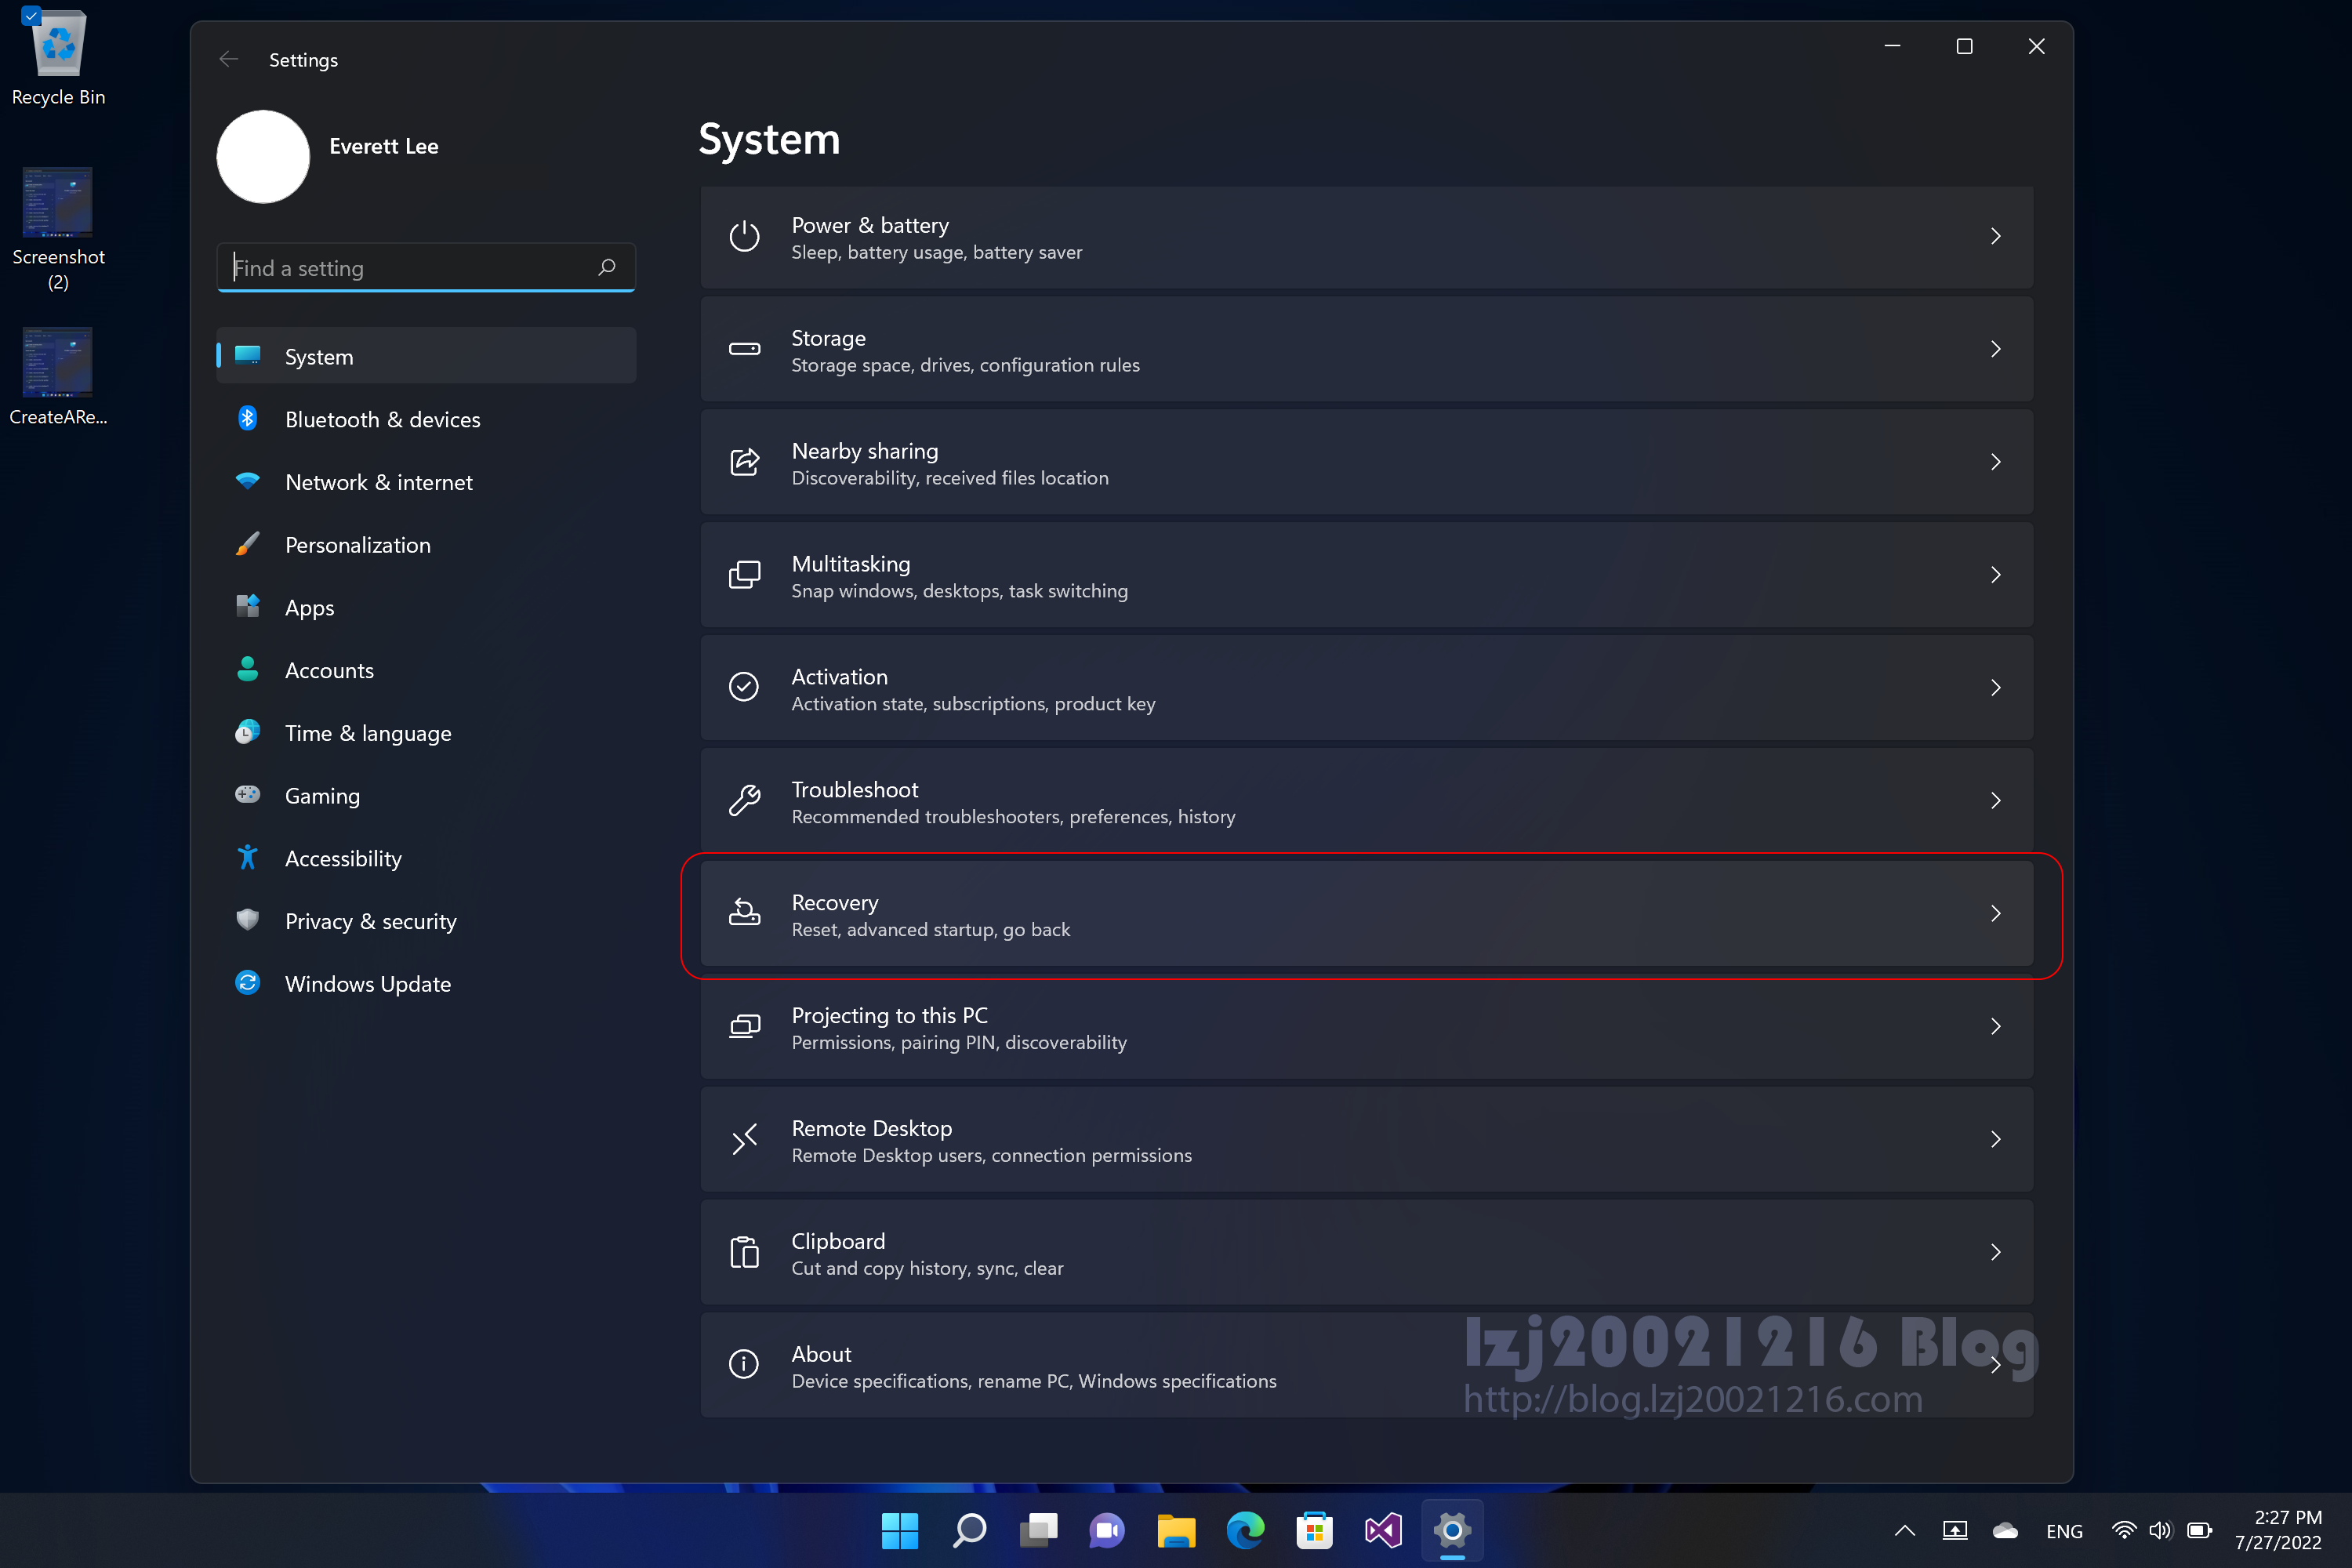 Recycle Bin
Screenshot
(2)
CreateARe...
Settings
Everett Lee
Find a setting
System
Bluetooth & devices
Network & internet
Personalization
Apps
Accounts
Time & language
Gaming
Accessibility
Privacy & security
Windows Update
System
Power & battery
Sleep, battery usage, battery saver
Storage
Storage space, drives, configuration rules
Nearby sharing
Discoverability, received files location
Multitasking
Snap windows, desktops, task switching
Activation
Activation state, subscriptions, product key
Troubleshoot
Recommended troubleshooters, preferences, history
Recovery
Reset, advanced startup, go back
Projecting to this PC
Permissions, pairing PIN, discoverability
Remote Desktop
Remote Desktop users, connection permissions
Clipboard
Cut and copy history, sync, clear
About
Device specifications, rename PC, Windows specifications
lzj20021216 Blog
http://blog.lzj20021216.com
ENG
2:27 PM
7/27/2022